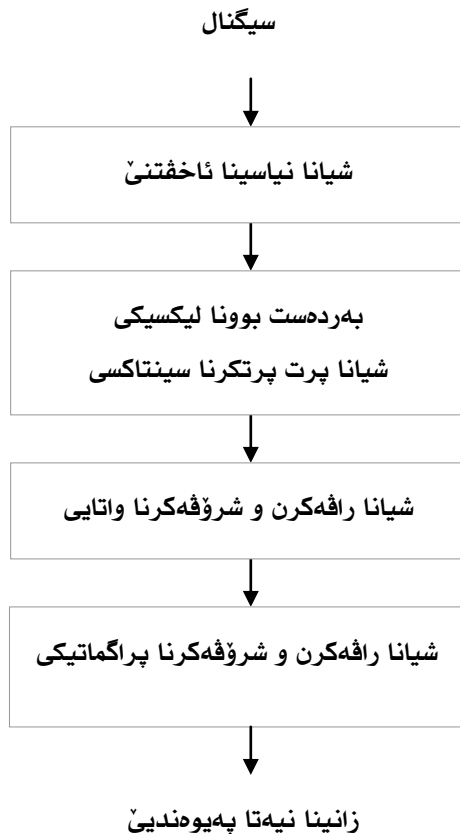 سیگنال
شیانا نیاسینا ئاخڤتنێ
بەردەست بوونا لیکسیکی
شیانا پرت پرتکرنا سینتاکسی
شیانا راڤەکرن و شرۆڤەکرنا واتایی
شیانا راڤەکرن و شرۆڤەکرنا پراگماتیکی
زانینا نیەتا پەیوەندیێ